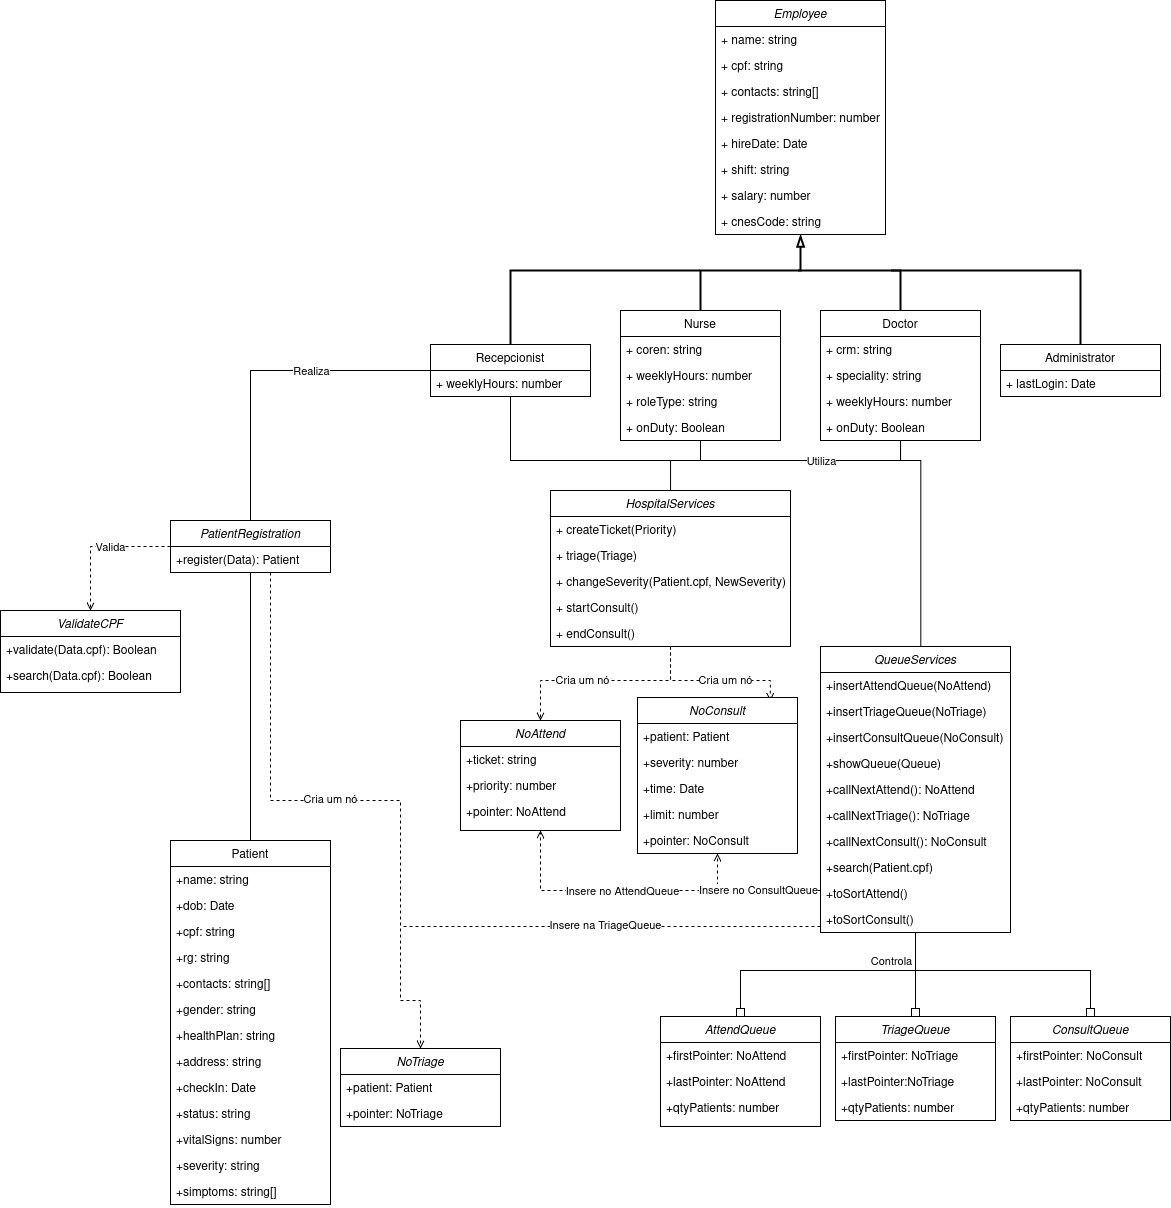 Employee
+ name: string
+ cpf: string
+ contacts: string[]
+ registrationNumber: number
+ hireDate: Date
+ shift: string
+ salary: number
+ cnesCode: string
Recepcionist
+ weeklyHours: number
Nurse
+ coren: string
+ weeklyHours: number
+ roleType: string
+ onDuty: Boolean
Doctor
+ crm: string
+ speciality: string
+ weeklyHours: number
+ onDuty: Boolean
Administrator
+ lastLogin: Date
Realiza
Utiliza
PatientRegistration
+register(Data): Patient
Valida
ValidateCPF
+validate(Data.cpf): Boolean
+search(Data.cpf): Boolean
HospitalServices
+ createTicket(Priority)
+ triage(Triage)
+ changeSeverity(Patient.cpf, NewSeverity)
+ startConsult()
+ endConsult()
Cria um nó
Cria um nó
NoAttend
+ticket: string
+priority: number
+pointer: NoAttend
NoConsult
+patient: Patient
+severity: number
+time: Date
+limit: number
+pointer: NoConsult
QueueServices
+insertAttendQueue(NoAttend)
+insertTriageQueue(NoTriage)
+insertConsultQueue(NoConsult)
+showQueue(Queue)
+callNextAttend(): NoAttend
+callNextTriage(): NoTriage
+callNextConsult(): NoConsult
+search(Patient.cpf)
+toSortAttend()
+toSortConsult()
Cria um nó
Insere no AttendQueue
Insere no ConsultQueue
Insere na TriageQueue
Controla
Patient
+name: string
+dob: Date
+cpf: string
+rg: string
+contacts: string[]
+gender: string
+healthPlan: string
+address: string
+checkIn: Date
+status: string
+vitalSigns: number
+severity: string
+simptoms: string[]
NoTriage
+patient: Patient
+pointer: NoTriage
AttendQueue
+firstPointer: NoAttend
+lastPointer: NoAttend
+qtyPatients: number
TriageQueue
+firstPointer: NoTriage
+lastPointer:NoTriage
+qtyPatients: number
ConsultQueue
+firstPointer: NoConsult
+lastPointer: NoConsult
+qtyPatients: number